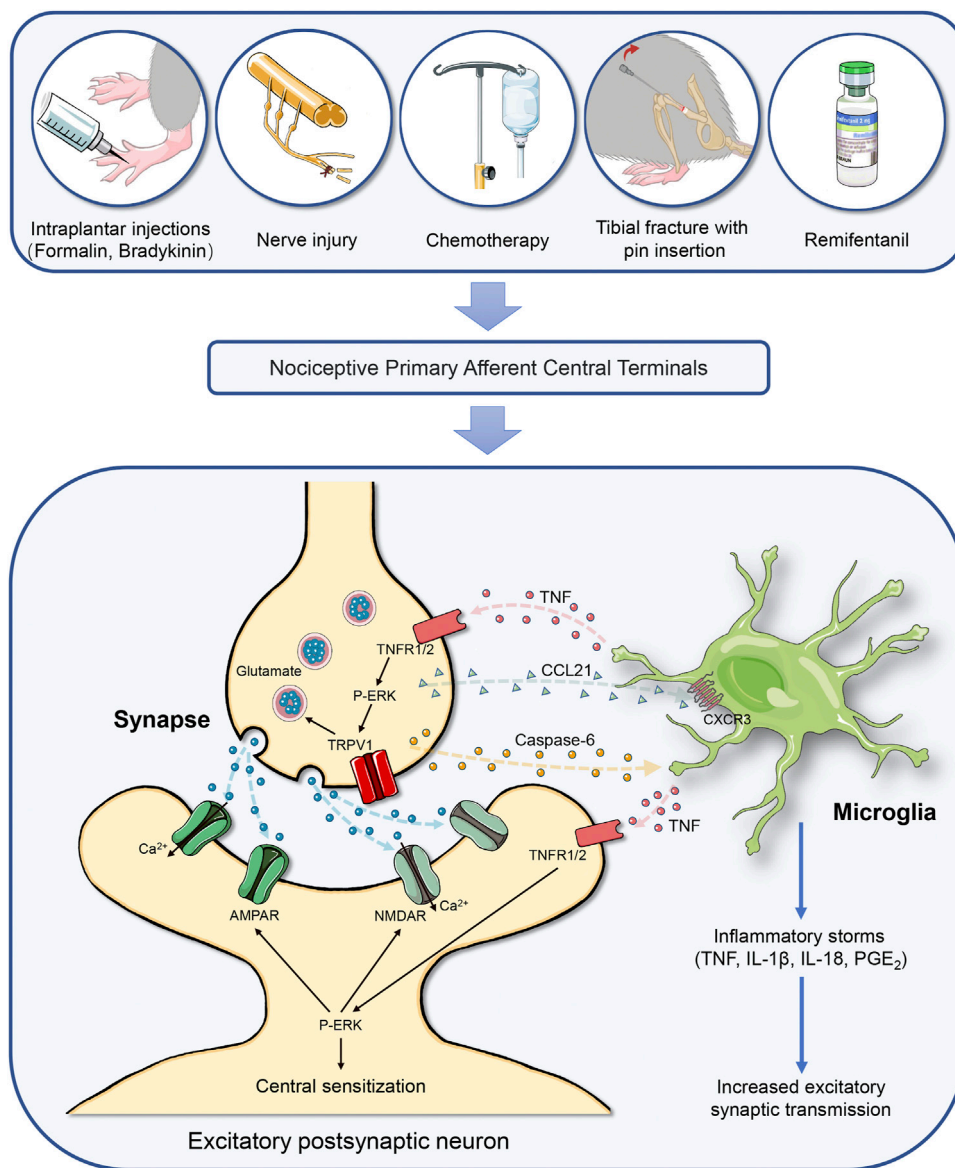 Intraplantar injections
(Formalin, Bradykinin)
Nerve injury
Chemotherapy
Tibial fracture with
pin insertion
Remifentanil
Nociceptive Primary Afferent Central Terminals
TNF
TNFR1/2
Glutamate
CCL21
P-ERK
CXCR3
Synapse
TRPV1
Caspase-6
Microglia
TNF
TNFR1/2
Ca²⁺
AMPAR
NMDAR
Ca²⁺
Inflammatory storms
(TNF, IL-1β, IL-18, PGE₂)
P-ERK
Central sensitization
Increased excitatory
synaptic transmission
Excitatory postsynaptic neuron